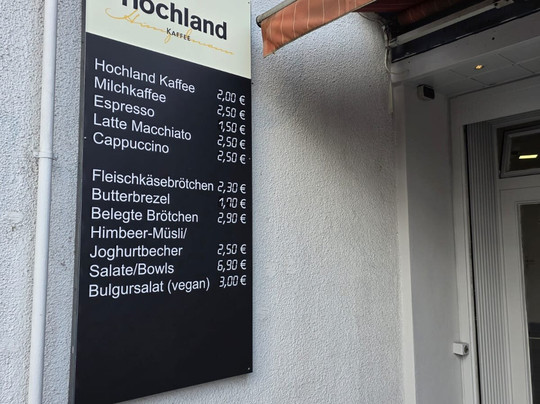 Hochland
KAFFEE
Hochland Kaffee 2,00 €
Milchkaffee 2,50 €
Espresso 1,50 €
Latte Macchiato 2,50 €
Cappuccino 2,50 €
Fleischkäsebrötchen 2,30 €
Butterbrezel 1,70 €
Belegte Brötchen 2,90 €
Himbeer-Müsli/
Joghurtbecher 2,50 €
Salate/Bowls 6,90 €
Bulgursalat (vegan) 3,00 €